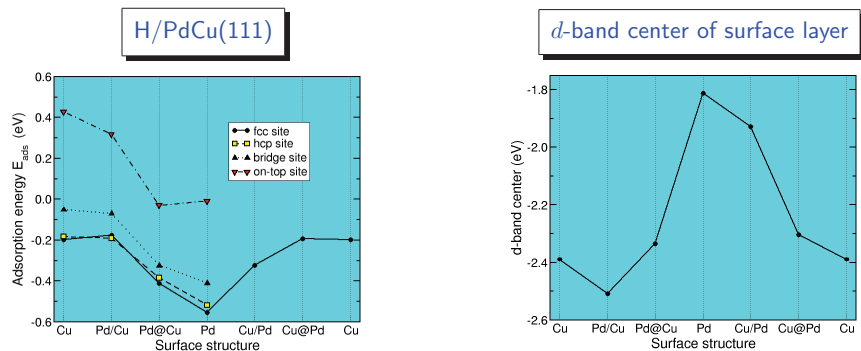 H/PdCu(111)
d-band center of surface layer
0.6
0.4
0.2
0.0
-0.2
-0.4
-0.6
Adsorption energy E_ads (eV)
fcc site
hcp site
bridge site
on-top site
Cu Pd/Cu Pd@Cu Pd Cu/Pd Cu@Pd Cu
Surface structure
-1.8
-2.0
-2.2
-2.4
-2.6
d-band center (eV)
Cu Pd/Cu Pd@Cu Pd Cu/Pd Cu@Pd Cu
Surface structure